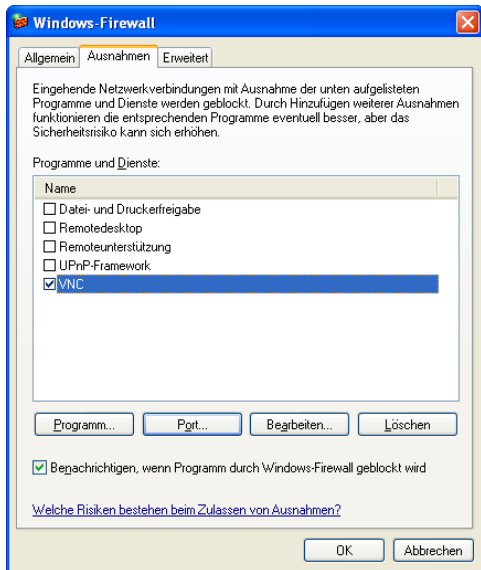 Windows-Firewall
Allgemein Ausnahmen Erweitert
Eingehende Netzwerkverbindungen mit Ausnahme der unten aufgelisteten
Programme und Dienste werden geblockt. Durch Hinzufügen weiterer Ausnahmen
funktionieren die entsprechenden Programme eventuell besser, aber das
Sicherheitsrisiko kann sich erhöhen.
Programme und Dienste:
Name
Datei- und Druckerfreigabe
Remotedesktop
Remoteunterstützung
UPnP-Framework
VNC
Programm... Port... Bearbeiten... Löschen
Benachrichtigen, wenn Programm durch Windows-Firewall geblockt wird
Welche Risiken bestehen beim Zulassen von Ausnahmen?
OK Abbrechen